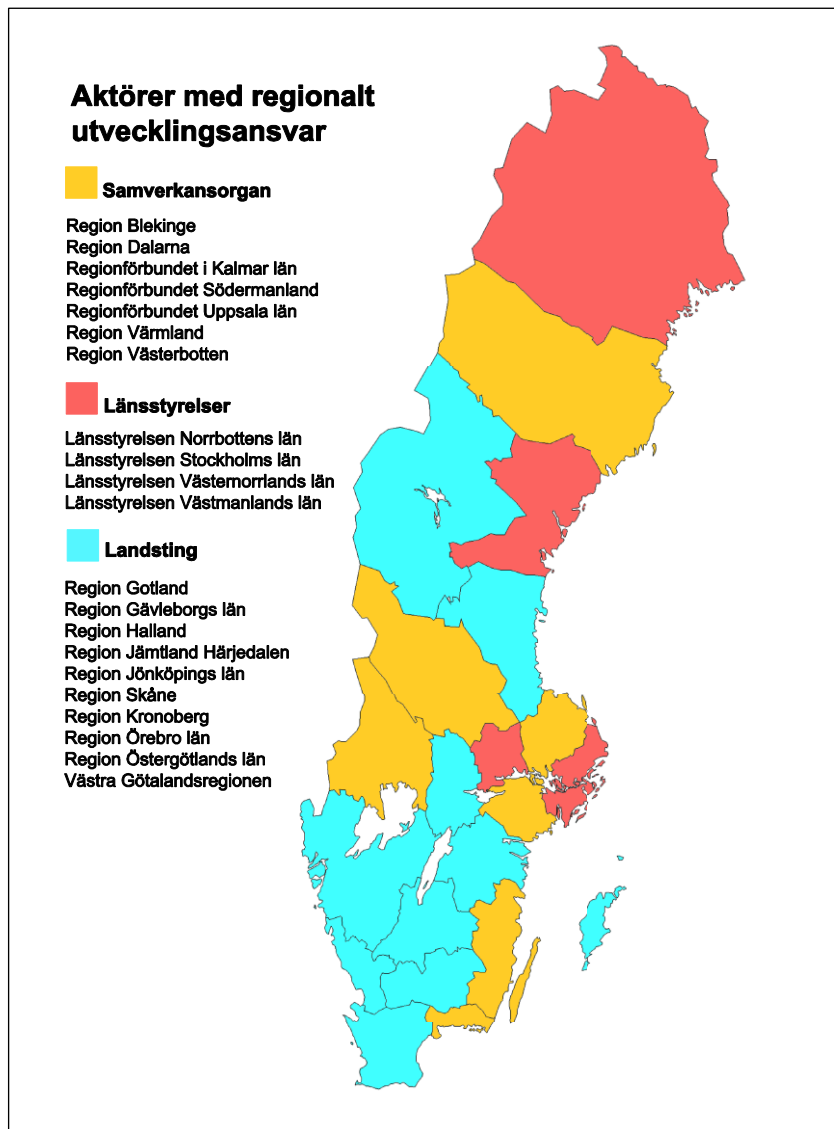 Aktörer med regionalt
utvecklingsansvar
Samverkansorgan
Region Blekinge
Region Dalarna
Regionförbundet i Kalmar län
Regionförbundet Södermanland
Regionförbundet Uppsala län
Region Värmland
Region Västerbotten
Länsstyrelser
Länsstyrelsen Norrbottens län
Länsstyrelsen Stockholms län
Länsstyrelsen Västernorrlands län
Länsstyrelsen Västmanlands län
Landsting
Region Gotland
Region Gävleborgs län
Region Halland
Region Jämtland Härjedalen
Region Jönköpings län
Region Skåne
Region Kronoberg
Region Örebro län
Region Östergötlands län
Västra Götalandsregionen